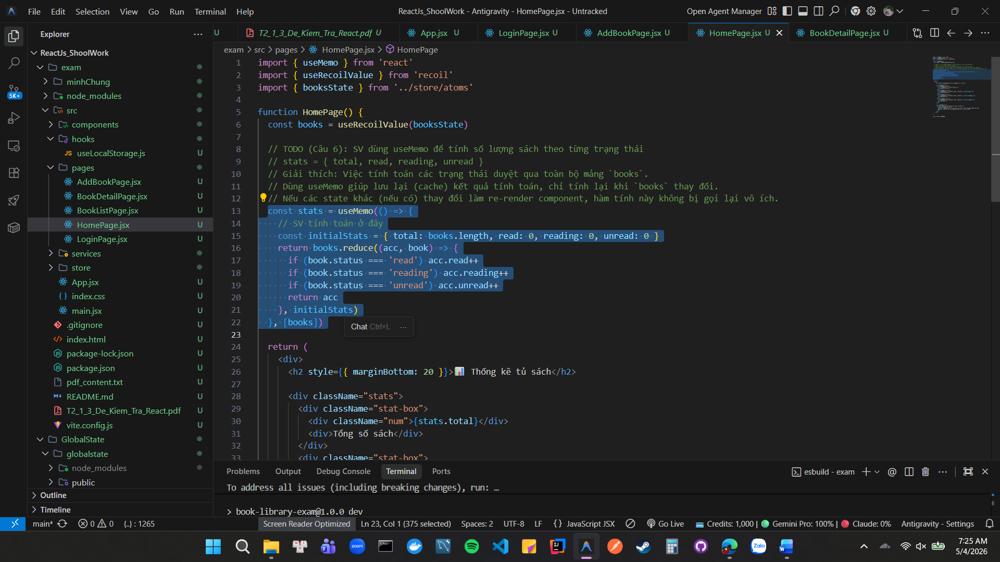 File Edit Selection View Go Run Terminal Help
ReactJs_ShoolWork - Antigravity - HomePage.jsx - Untracked
Open Agent Manager
Explorer
ReactJs_ShoolWork
exam
minhChung
node_modules
src
components
hooks
JS useLocalStorage.js U
pages
AddBookPage.jsx U
BookDetailPage.jsx U
BookListPage.jsx U
HomePage.jsx U
LoginPage.jsx U
services
store
App.jsx U
index.css U
main.jsx U
.gitignore U
index.html U
package-lock.json U
package.json U
pdf_content.txt U
README.md U
T2_1_3_De_Kiem_Tra_React.pdf U
vite.config.js U
GlobalState
globalstate
node_modules
public
Outline
Timeline
5K+
U T2_1_3_De_Kiem_Tra_React.pdf U App.jsx U LoginPage.jsx U AddBookPage.jsx U HomePage.jsx U BookDetailPage.jsx U
exam > src > pages > HomePage.jsx > HomePage
1 import { useMemo } from 'react'
2 import { useRecoilValue } from 'recoil'
3 import { booksState } from '../store/atoms'
4
5 function HomePage() {
6 const books = useRecoilValue(booksState)
7
8 // TODO (Câu 6): SV dùng useMemo để tính số lượng sách theo từng trạng thái
9 // stats = { total, read, reading, unread }
10 // Giải thích: Việc tính toán các trạng thái duyệt qua toàn bộ mảng `books`.
11 // Dùng useMemo giúp lưu lại (cache) kết quả tính toán, chỉ tính lại khi `books` thay đổi.
12 // Nếu các state khác (nếu có) thay đổi làm re-render component, hàm tính này không bị gọi lại vô ích.
13 const stats = useMemo(() => {
14 // SV tính toán ở đây
15 const initialStats = { total: books.length, read: 0, reading: 0, unread: 0 }
16 return books.reduce((acc, book) => {
17 if (book.status === 'read') acc.read++
18 if (book.status === 'reading') acc.reading++
19 if (book.status === 'unread') acc.unread++
20 return acc
21 }, initialStats)
22 }, [books])
Chat Ctrl+L ...
23
24 return (
25 <div>
26 <h2 style={{ marginBottom: 20 }}>📊 Thống kê tủ sách</h2>
27
28 <div className="stats">
29 <div className="stat-box">
30 <div className="num">{stats.total}</div>
31 <div>Tổng số sách</div>
32 </div>
33 <div className="stat-box">
Problems Output Debug Console Terminal Ports
esbuild - exam
To address all issues (including breaking changes), run: …
> book-library-exam@1.0.0 dev
main* 0 0 {..} : 1265
Screen Reader Optimized Ln 23, Col 1 (375 selected) Spaces: 2 UTF-8 LF {} JavaScript JSX Go Live Credits: 1,000 | Gemini Pro: 100% | Claude: 0% Antigravity - Settings
zoom
Zalo
7:25 AM
5/4/2026